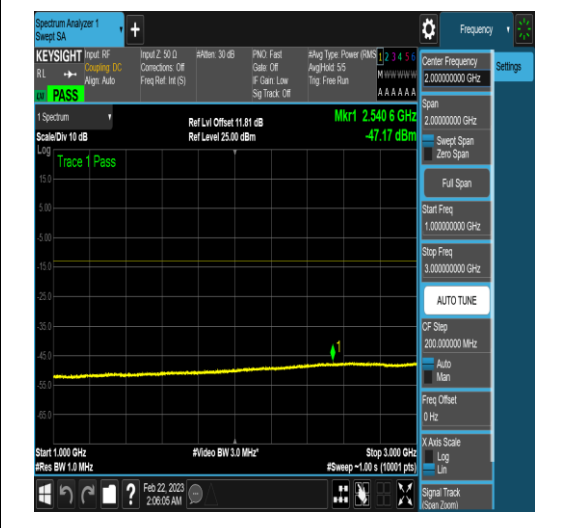 Spectrum Analyzer 1
Swept SA
+
Frequency
KEYSIGHT
RL
PASS
Input: RF
Coupling: DC
Align: Auto
Input Z: 50 Ω
Corrections: Off
Freq Ref: Int (S)
#Atten: 30 dB
PNO: Fast
Gate: Off
IF Gain: Low
Sig Track: Off
#Avg Type: Power (RMS
Avg|Hold: 5/5
Trig: Free Run
1 2 3 4 5 6
M W W W W W
A A A A A A
1 Spectrum
Scale/Div 10 dB
Ref Lvl Offset 11.81 dB
Ref Level 25.00 dBm
Mkr1 2.540 6 GHz
-47.17 dBm
Log
Trace 1 Pass
15.0
5.00
-5.00
-15.0
-25.0
-35.0
-45.0
-55.0
-65.0
1
Start 1.000 GHz
#Res BW 1.0 MHz
#Video BW 3.0 MHz*
Stop 3.000 GHz
#Sweep ~1.00 s (10001 pts)
?
Feb 22, 2023
2:06:05 AM
Center Frequency
2.000000000 GHz
Settings
Span
2.00000000 GHz
Swept Span
Zero Span
Full Span
Start Freq
1.000000000 GHz
Stop Freq
3.000000000 GHz
AUTO TUNE
CF Step
200.000000 MHz
Auto
Man
Freq Offset
0 Hz
X Axis Scale
Log
Lin
Signal Track
(Span Zoom)